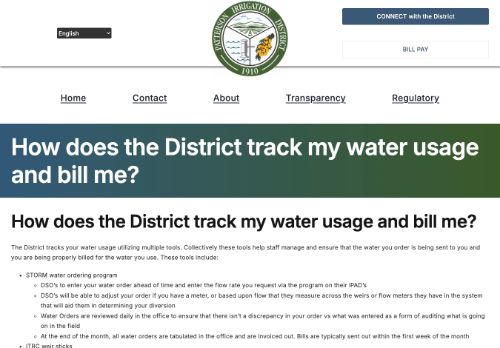 English
PATTERSON IRRIGATION DISTRICT
1910
CONNECT with the District
BILL PAY
Home
Contact
About
Transparency
Regulatory
How does the District track my water usage
and bill me?
How does the District track my water usage and bill me?
The District tracks your water usage utilizing multiple tools. Collectively these tools help staff manage and ensure that the water you order is being sent to you and
you are being properly billed for the water you use. These tools include:
• STORM water ordering program
○ DSO's to enter your water order ahead of time and enter the flow rate you request via the program on their IPAD's
○ DSO's will be able to adjust your order if you have a meter, or based upon flow that they measure across the weirs or flow meters they have in the system
that will aid them in determining your diversion
○ Water Orders are reviewed daily in the office to ensure that there isn't a discrepancy in your order vs what was entered as a form of auditing what is going
on in the field
○ At the end of the month, all water orders are tabulated in the office and are invoiced out. Bills are typically sent out within the first week of the month
• ITRC weir sticks